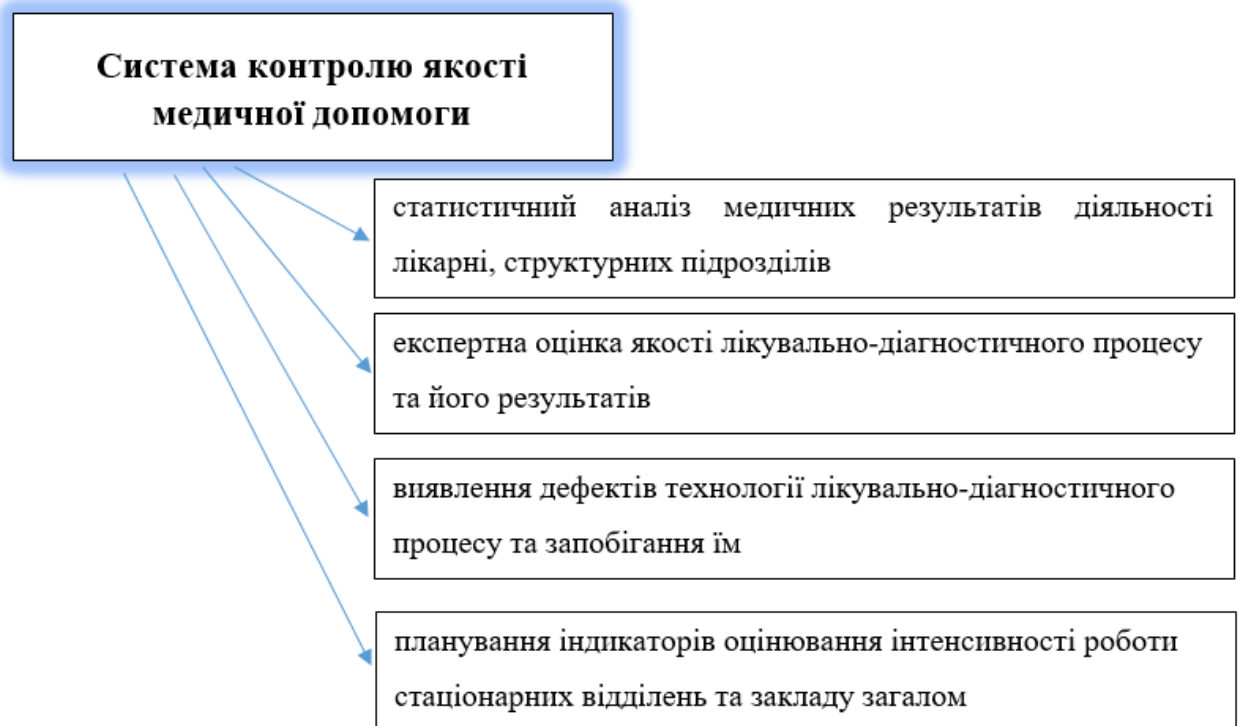 Система контролю якості
медичної допомоги
статистичний аналіз медичних результатів діяльності
лікарні, структурних підрозділів
експертна оцінка якості лікувально-діагностичного процесу
та його результатів
виявлення дефектів технології лікувально-діагностичного
процесу та запобігання їм
планування індикаторів оцінювання інтенсивності роботи
стаціонарних відділень та закладу загалом